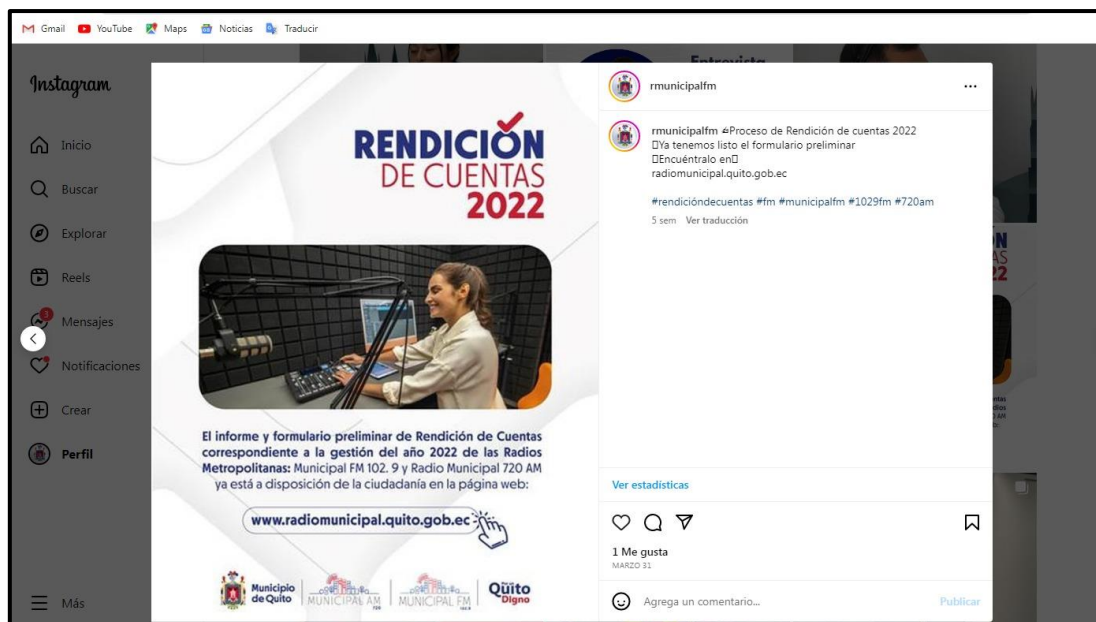 Gmail YouTube Maps Noticias Traducir
Instagram
Inicio
Buscar
Explorar
Reels
3
Mensajes
Notificaciones
Crear
Perfil
Más
Entrevista
RENDICIÓN
DE CUENTAS
2022
El informe y formulario preliminar de Rendición de Cuentas
correspondiente a la gestión del año 2022 de las Radios
Metropolitanas: Municipal FM 102. 9 y Radio Municipal 720 AM
ya está a disposición de la ciudadanía en la página web:
www.radiomunicipal.quito.gob.ec
Municipio
de Quito
MUNICIPAL AM
720
MUNICIPAL FM
102.9
Quito
Digno
rmunicipalfm
rmunicipalfm Proceso de Rendición de cuentas 2022
Ya tenemos listo el formulario preliminar
Encuéntralo en
radiomunicipal.quito.gob.ec
#rendicióndecuentas #fm #municipalfm #1029fm #720am
5 sem Ver traducción
Ver estadísticas
1 Me gusta
MARZO 31
Agrega un comentario... Publicar